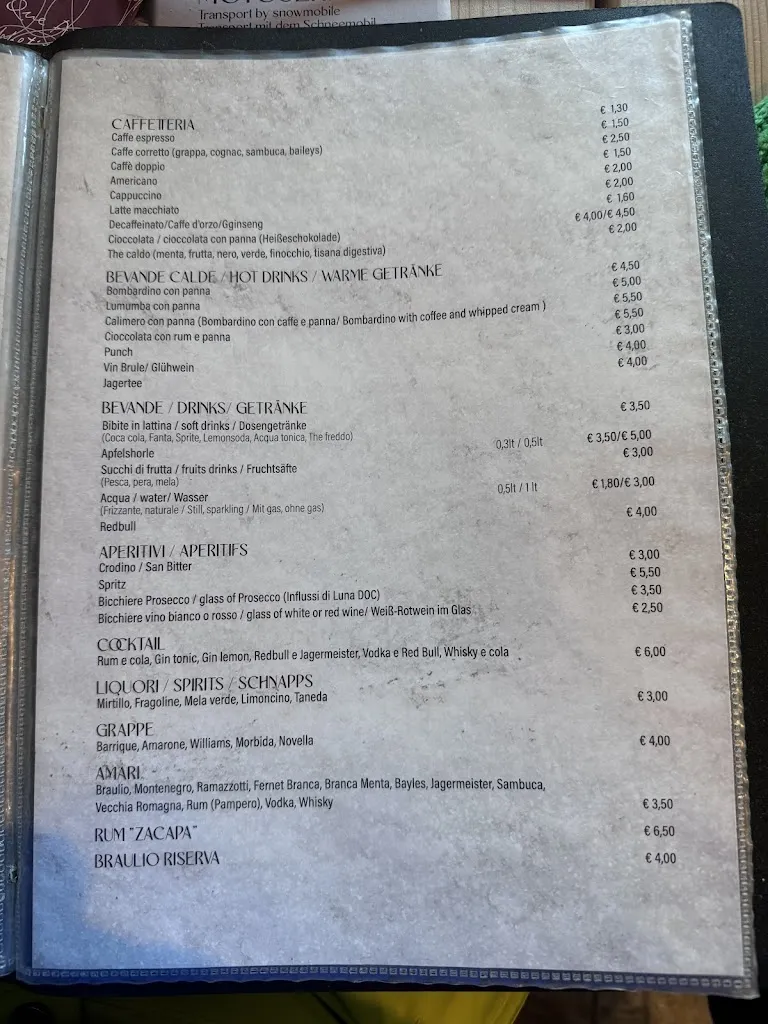 Transport by snowmobile
Transport mit dem Schneemobil
CAFFETTERIA
Caffe espresso € 1,30
Caffe corretto (grappa, cognac, sambuca, baileys) € 1,50
Caffè doppio € 2,50
Americano € 1,50
Cappuccino € 2,00
Latte macchiato € 2,00
Decaffeinato/Caffe d'orzo/Gginseng € 1,60
Cioccolata / cioccolata con panna (Heißeschokolade) € 4,00/€ 4,50
The caldo (menta, frutta, nero, verde, finocchio, tisana digestiva) € 2,00
BEVANDE CALDE / HOT DRINKS / WARME GETRÄNKE
Bombardino con panna € 4,50
Lumumba con panna € 5,00
Calimero con panna (Bombardino con caffe e panna/ Bombardino with coffee and whipped cream ) € 5,50
Cioccolata con rum e panna € 5,50
Punch € 3,00
Vin Brule/ Glühwein € 4,00
Jagertee € 4,00
BEVANDE / DRINKS/ GETRÄNKE
Bibite in lattina / soft drinks / Dosengetränke € 3,50
(Coca cola, Fanta, Sprite, Lemonsoda, Acqua tonica, The freddo)
Apfelshorle 0,3lt / 0,5lt € 3,50/€ 5,00
Succhi di frutta / fruits drinks / Fruchtsäfte € 3,00
(Pesca, pera, mela)
Acqua / water/ Wasser 0,5lt / 1 lt € 1,80/€ 3,00
(Frizzante, naturale / Still, sparkling / Mit gas, ohne gas)
Redbull € 4,00
APERITIVI / APERITIFS
Crodino / San Bitter € 3,00
Spritz € 5,50
Bicchiere Prosecco / glass of Prosecco (Influssi di Luna DOC) € 3,50
Bicchiere vino bianco o rosso / glass of white or red wine/ Weiß-Rotwein im Glas € 2,50
COCKTAIL
Rum e cola, Gin tonic, Gin lemon, Redbull e Jagermeister, Vodka e Red Bull, Whisky e cola € 6,00
LIQUORI / SPIRITS / SCHNAPPS
Mirtillo, Fragoline, Mela verde, Limoncino, Taneda € 3,00
GRAPPE
Barrique, Amarone, Williams, Morbida, Novella € 4,00
AMARI
Braulio, Montenegro, Ramazzotti, Fernet Branca, Branca Menta, Bayles, Jagermeister, Sambuca,
Vecchia Romagna, Rum (Pampero), Vodka, Whisky € 3,50
RUM "ZACAPA" € 6,50
BRAULIO RISERVA € 4,00